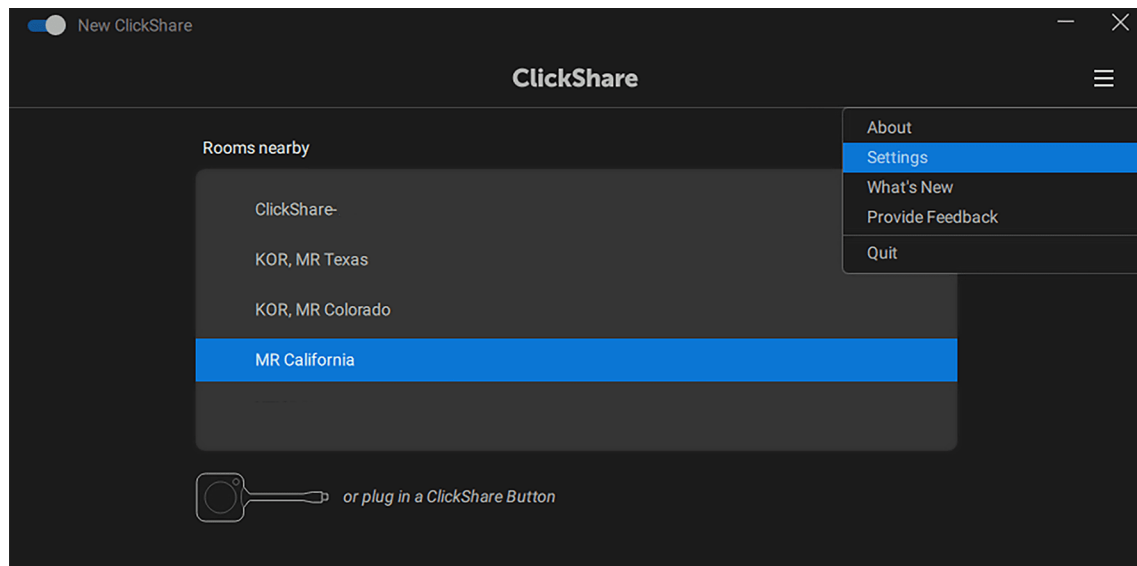 New ClickShare
ClickShare
About
Rooms nearby
Settings
What's New
ClickShare-
Provide Feedback
KOR, MR Texas
Quit
KOR, MR Colorado
MR California
or plug in a ClickShare Button